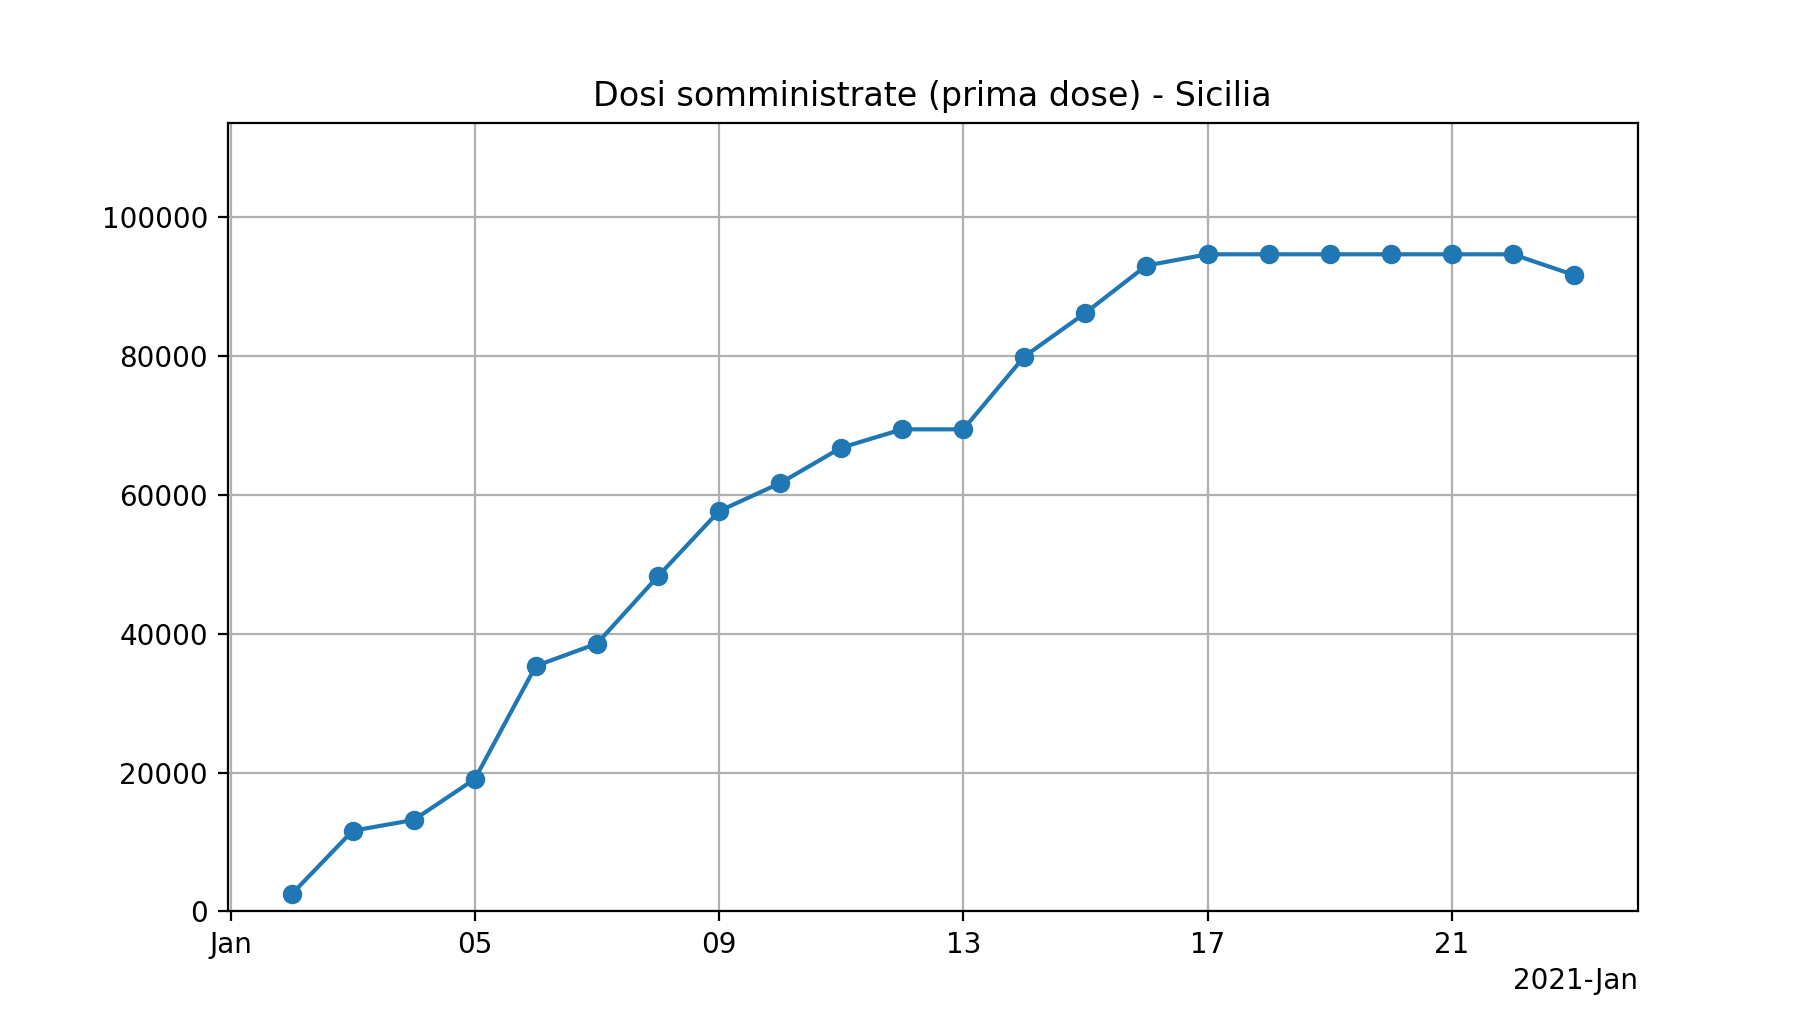 Dosi somministrate (prima dose) - Sicilia
100000
80000
60000
40000
20000
0
Jan 05 09 13 17 21
2021-Jan